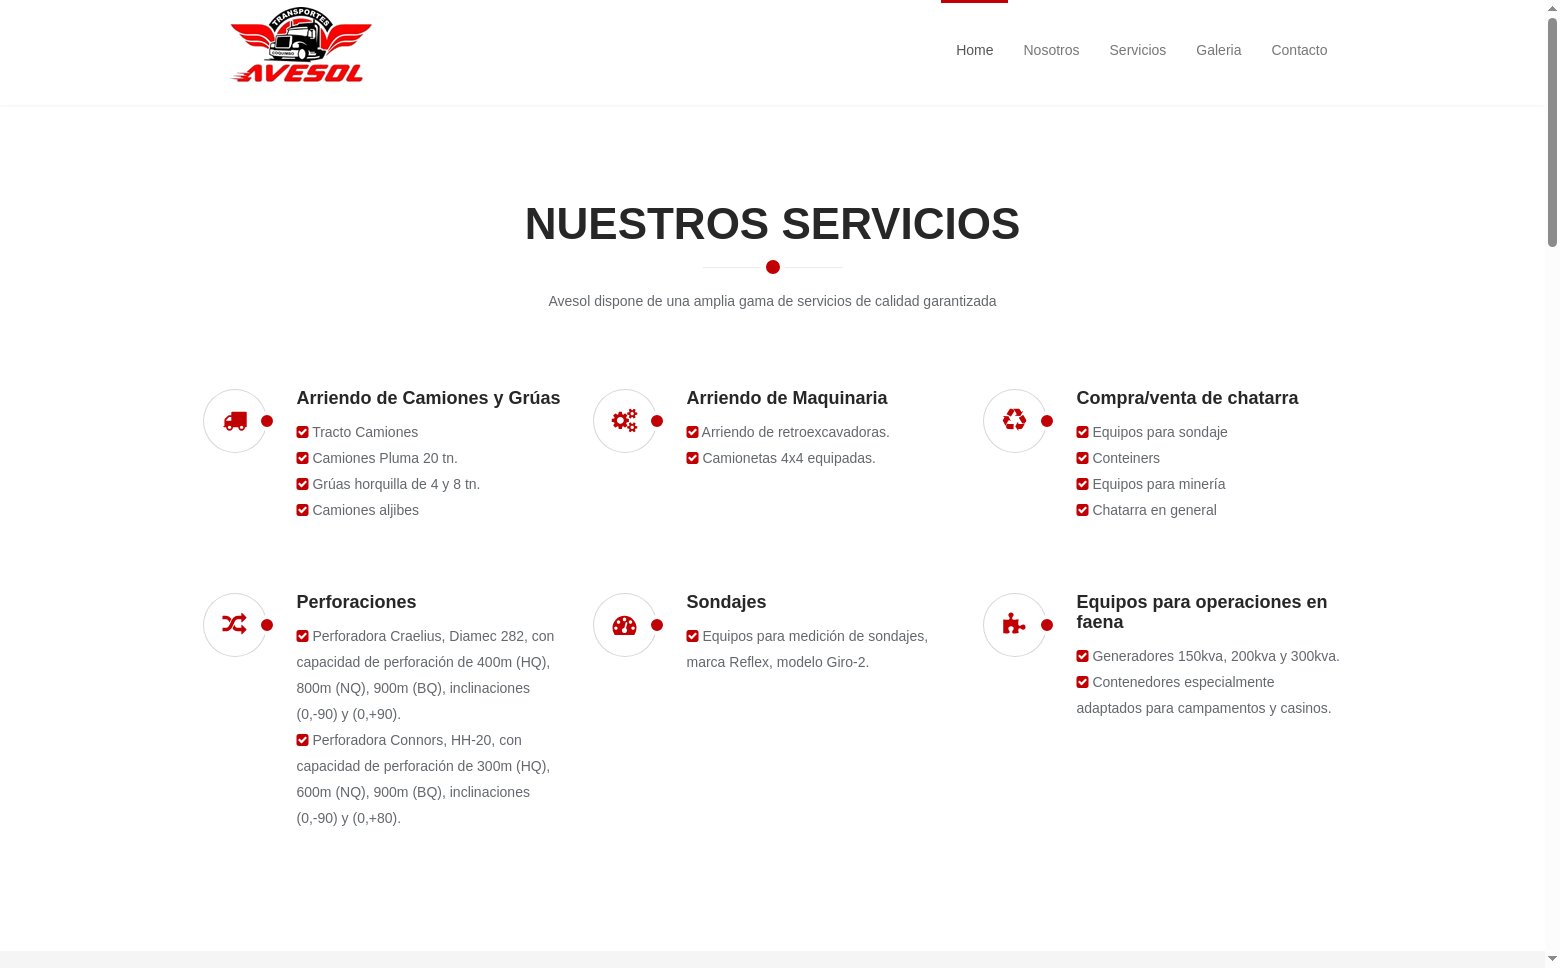 TRANSPORTES
COQUIMBO
AVESOL
Home
Nosotros
Servicios
Galeria
Contacto
NUESTROS SERVICIOS
Avesol dispone de una amplia gama de servicios de calidad garantizada
Arriendo de Camiones y Grúas
Tracto Camiones
Camiones Pluma 20 tn.
Grúas horquilla de 4 y 8 tn.
Camiones aljibes
Arriendo de Maquinaria
Arriendo de retroexcavadoras.
Camionetas 4x4 equipadas.
Compra/venta de chatarra
Equipos para sondaje
Conteiners
Equipos para minería
Chatarra en general
Perforaciones
Perforadora Craelius, Diamec 282, con
capacidad de perforación de 400m (HQ),
800m (NQ), 900m (BQ), inclinaciones
(0,-90) y (0,+90).
Perforadora Connors, HH-20, con
capacidad de perforación de 300m (HQ),
600m (NQ), 900m (BQ), inclinaciones
(0,-90) y (0,+80).
Sondajes
Equipos para medición de sondajes,
marca Reflex, modelo Giro-2.
Equipos para operaciones en
faena
Generadores 150kva, 200kva y 300kva.
Contenedores especialmente
adaptados para campamentos y casinos.